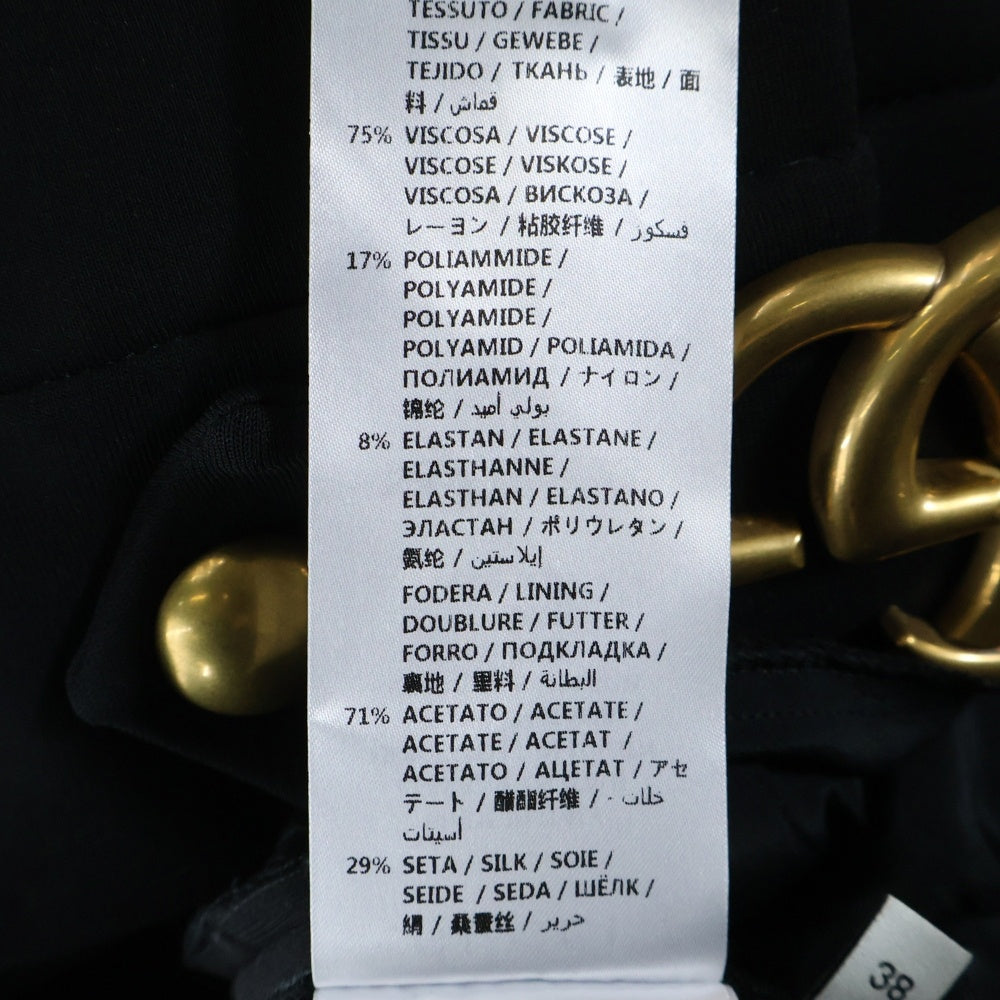 TESSUTO / FABRIC /
TISSU / GEWEBE /
TEJIDO / ТКАНЬ / 表地 / 面
料 / قماش
75% VISCOSA / VISCOSE /
VISCOSE / VISKOSE /
VISCOSA / ВИСКОЗА /
レーヨン / 粘胶纤维 / فسكوز
17% POLIAMMIDE /
POLYAMIDE /
POLYAMIDE /
POLYAMID / POLIAMIDA /
ПОЛИАМИД / ナイロン /
锦纶 / بولي أميد
8% ELASTAN / ELASTANE /
ELASTHANNE /
ELASTHAN / ELASTANO /
ЭЛАСТАН / ポリウレタン /
氨纶 / إيلاستين
FODERA / LINING /
DOUBLURE / FUTTER /
FORRO / ПОДКЛАДКА /
裏地 / 里料 / البطانة
71% ACETATO / ACETATE /
ACETATE / ACETAT /
ACETATO / АЦЕТАТ / アセ
テート / 醋酯纤维 / خلات -
أسيتات
29% SETA / SILK / SOIE /
SEIDE / SEDA / ШЁЛК /
絹 / 桑蚕丝 / حرير
38